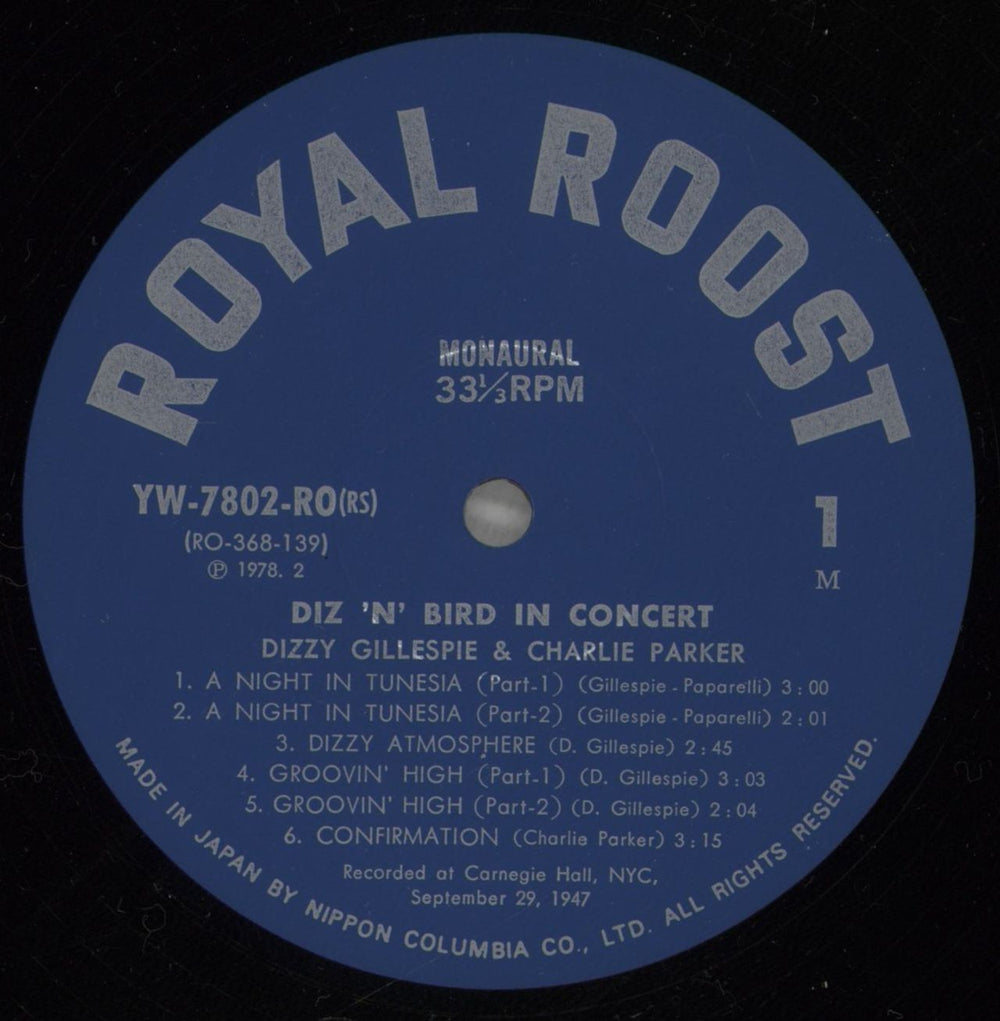 ROYAL ROOST
MONAURAL
33⅓RPM
YW-7802-RO(RS)
(RO-368-139)
Ⓟ 1978. 2
1
M
DIZ 'N' BIRD IN CONCERT
DIZZY GILLESPIE & CHARLIE PARKER
1. A NIGHT IN TUNESIA (Part-1) (Gillespie - Paparelli) 3 : 00
2. A NIGHT IN TUNESIA (Part-2) (Gillespie - Paparelli) 2 : 01
3. DIZZY ATMOSPHERE (D. Gillespie) 2 : 45
4. GROOVIN' HIGH (Part-1) (D. Gillespie) 3 : 03
5. GROOVIN' HIGH (Part-2) (D. Gillespie) 2 : 04
6. CONFIRMATION (Charlie Parker) 3 : 15
Recorded at Carnegie Hall, NYC,
September 29, 1947
MADE IN JAPAN BY NIPPON COLUMBIA CO., LTD. ALL RIGHTS RESERVED.